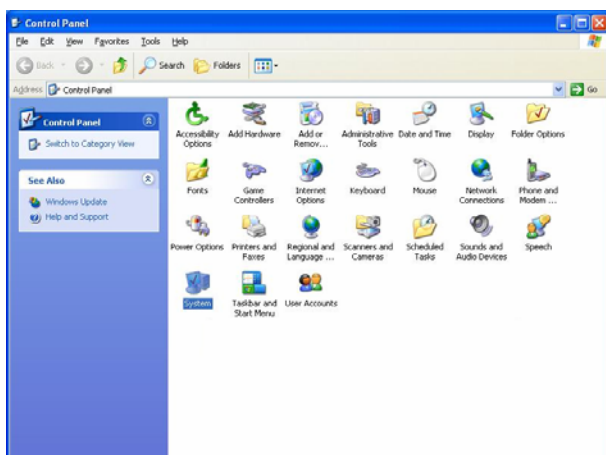 Control Panel
File Edit View Favorites Tools Help
Back Search Folders
Address Control Panel Go
Control Panel
Switch to Category View
See Also
Windows Update
Help and Support
Accessibility Options
Add Hardware
Add or Remov...
Administrative Tools
Date and Time
Display
Folder Options
Fonts
Game Controllers
Internet Options
Keyboard
Mouse
Network Connections
Phone and Modem ...
Power Options
Printers and Faxes
Regional and Language ...
Scanners and Cameras
Scheduled Tasks
Sounds and Audio Devices
Speech
System
Taskbar and Start Menu
User Accounts